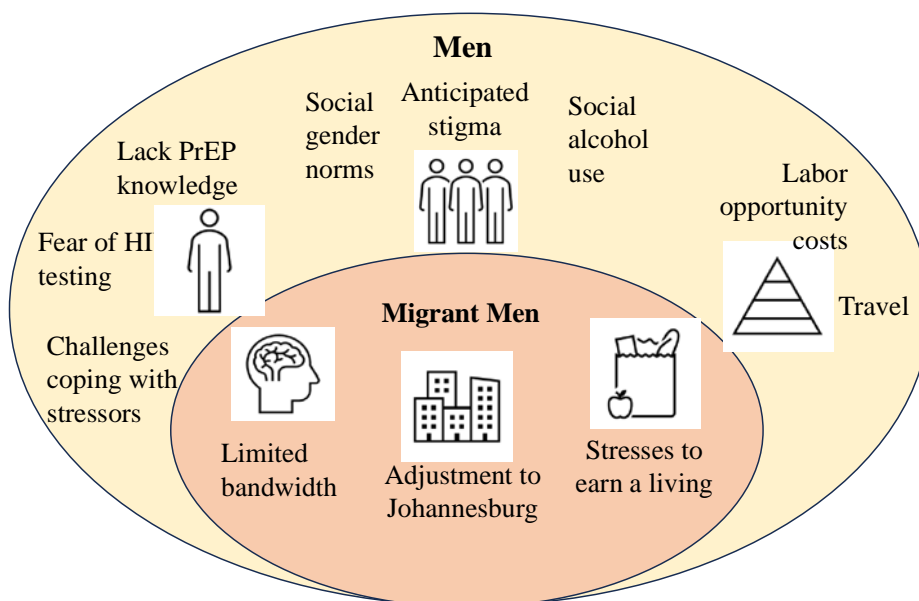 Men
Social
gender
norms
Anticipated
stigma
Social
alcohol
use
Lack PrEP
knowledge
Fear of HI
testing
Challenges
coping with
stressors
Labor
opportunity
costs
Travel
Migrant Men
Limited
bandwidth
Adjustment to
Johannesburg
Stresses to
earn a living